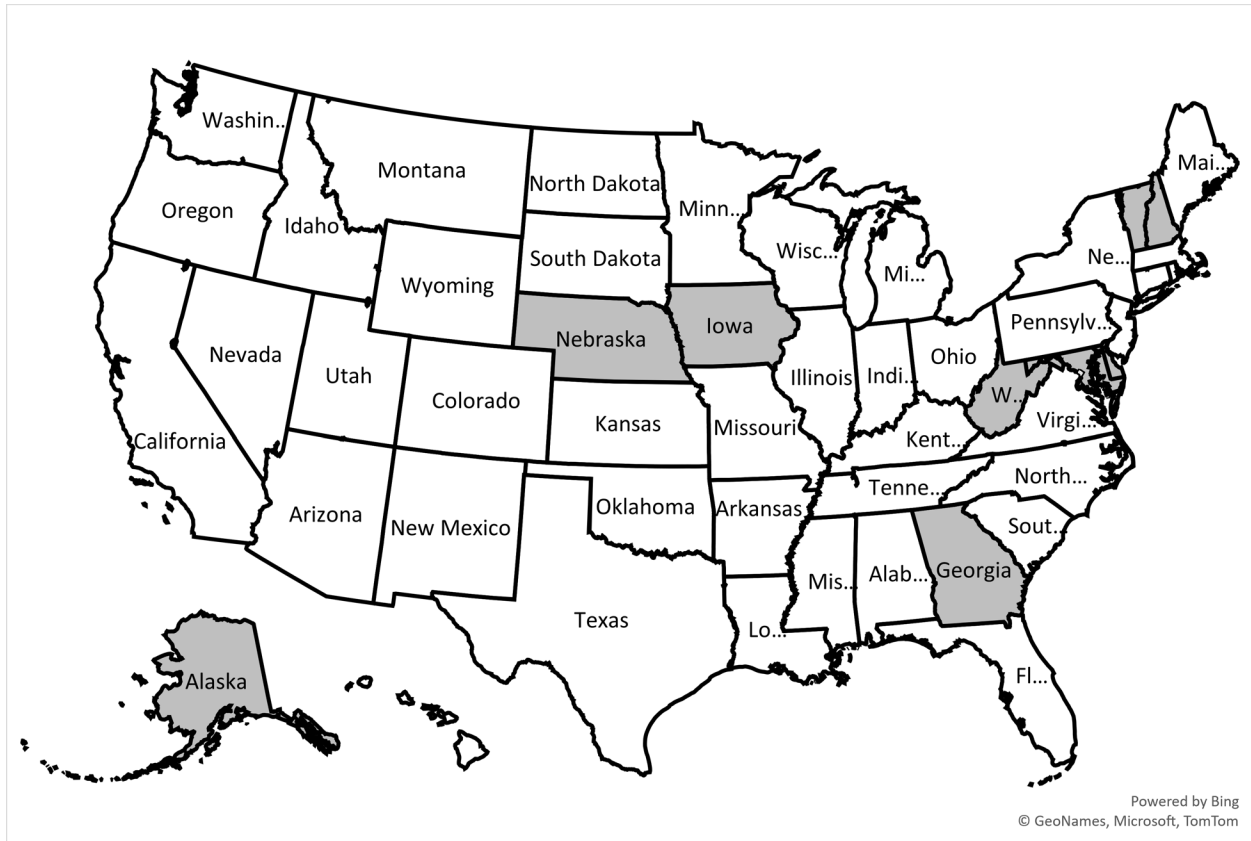 Washin..
Montana
North Dakota
Minn...
Mai...
Oregon
Idaho
South Dakota
Wisc...
Mi...
Ne...
Wyoming
Nebraska
Iowa
Pennsylv...
Nevada
Utah
Colorado
Illinois
Indi...
Ohio
W...
California
Kansas
Missouri
Kent...
Virgi...
Arizona
New Mexico
Oklahoma
Arkansas
Tenne...
North...
Sout...
Texas
Lo...
Mis...
Alab...
Georgia
Fl...
Alaska
Powered by Bing
© GeoNames, Microsoft, TomTom